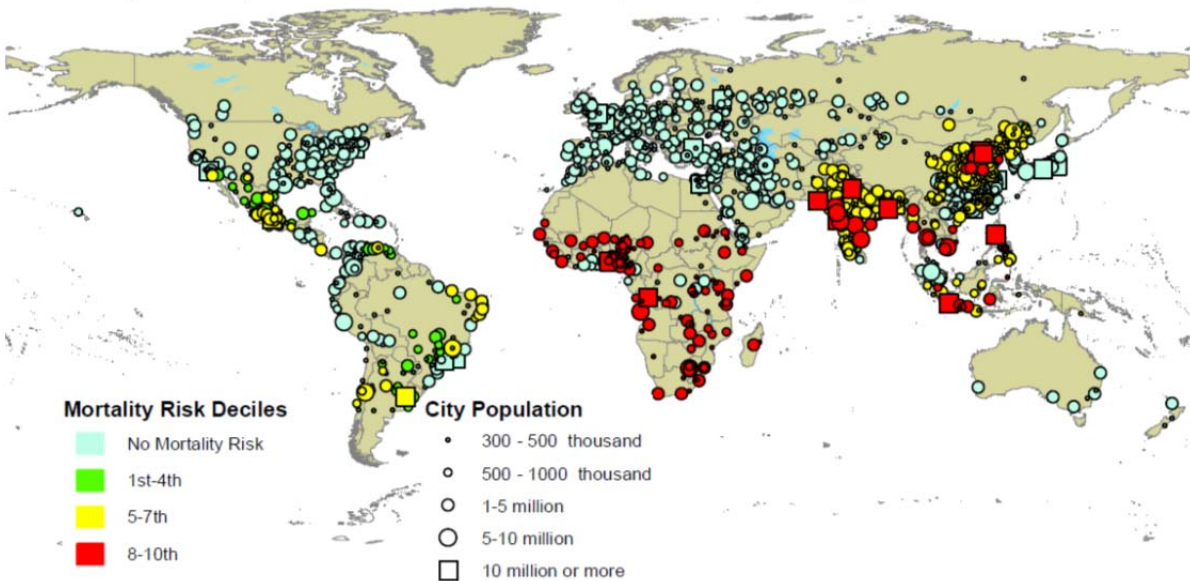 Mortality Risk Deciles
No Mortality Risk
1st-4th
5-7th
8-10th
City Population
300 - 500 thousand
500 - 1000 thousand
1-5 million
5-10 million
10 million or more